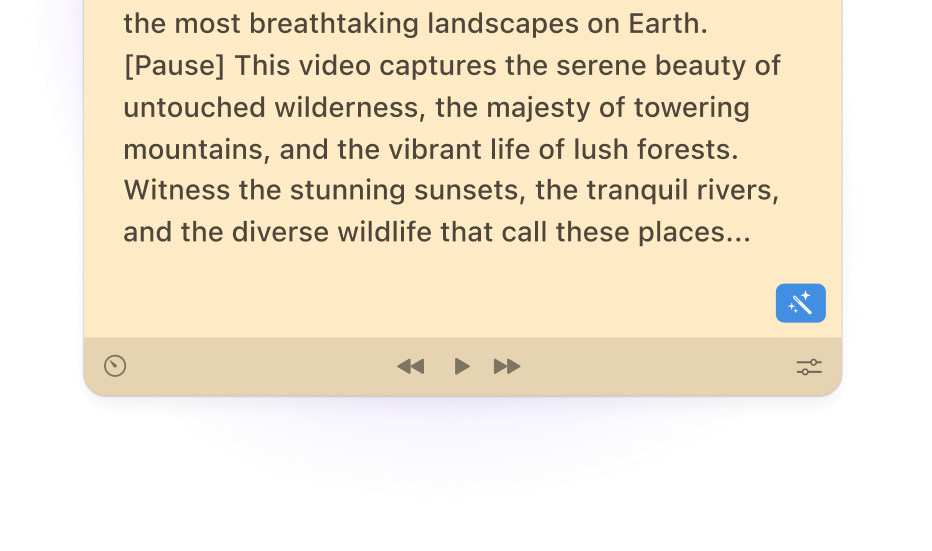 the most breathtaking landscapes on Earth.
[Pause] This video captures the serene beauty of
untouched wilderness, the majesty of towering
mountains, and the vibrant life of lush forests.
Witness the stunning sunsets, the tranquil rivers,
and the diverse wildlife that call these places...